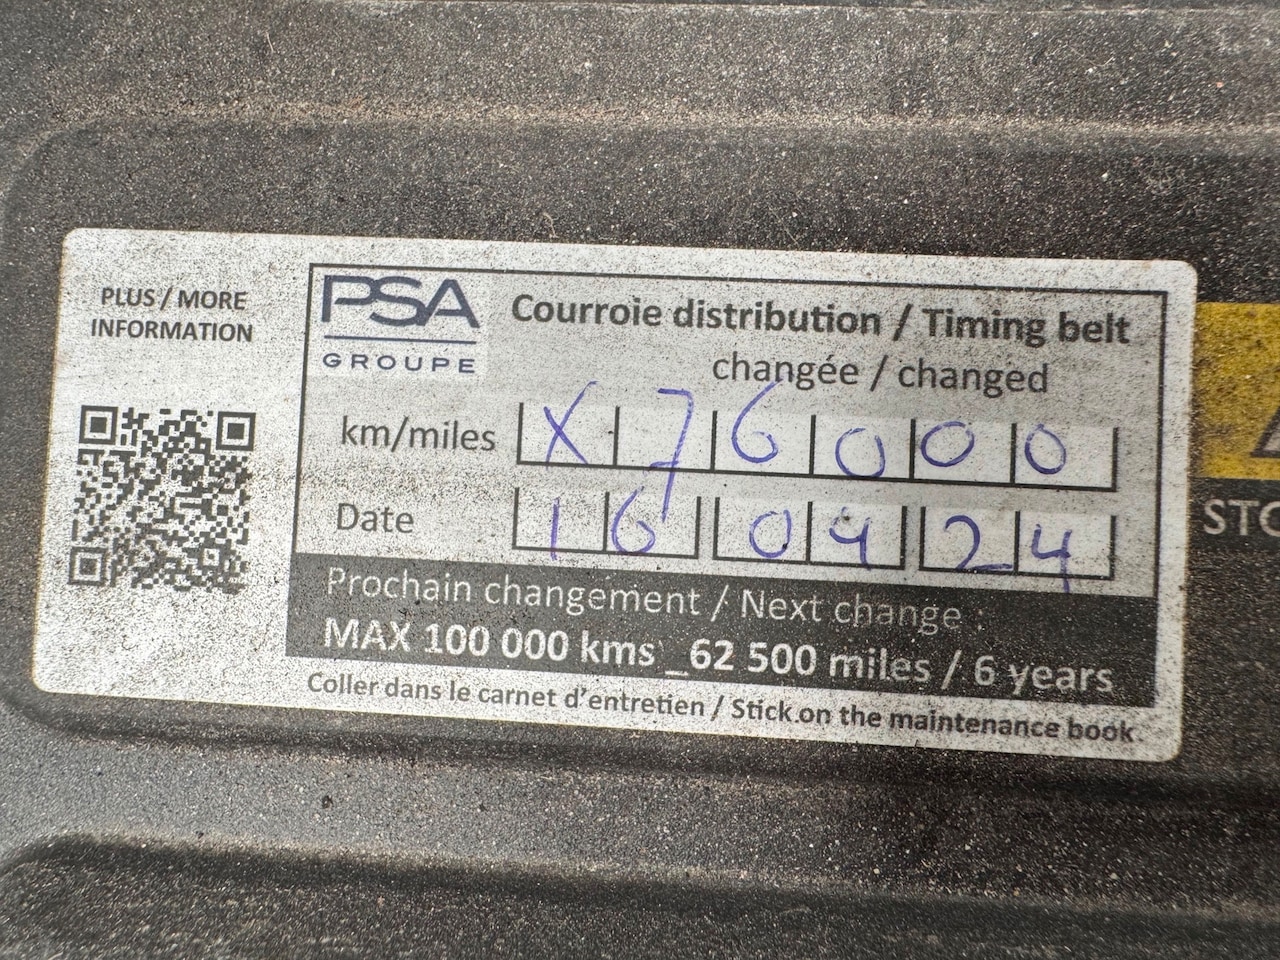 PLUS / MORE
INFORMATION
PSA
GROUPE
Courroie distribution / Timing belt
changée / changed
km/miles X 7 6 0 0 0
Date 1 6 0 4 2 4
Prochain changement / Next change :
MAX 100 000 kms _62 500 miles / 6 years
Coller dans le carnet d'entretien / Stick on the maintenance book.